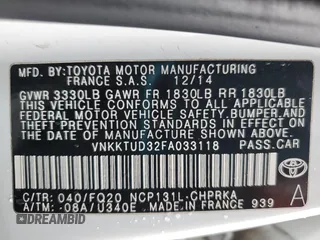 MFD.BY:TOYOTA MOTOR MANUFACTURING
FRANCE S.A.S. 12/14
GVWR 3330LB GAWR FR 1830LB RR 1830LB
THIS VEHICLE CONFORMS TO ALL APPLICABLE
FEDERAL MOTOR VEHICLE SAFETY, BUMPER, AND
THEFT PREVENTION STANDARDS IN EFFECT ON
THE DATE OF MANUFACTURE SHOWN ABOVE.
VNKKTUD32FA033118 PASS.CAR
C/TR: 040/FQ20 NCP131L-CHPRKA
A/TM: -08A/U340E MADE IN FRANCE 939
A